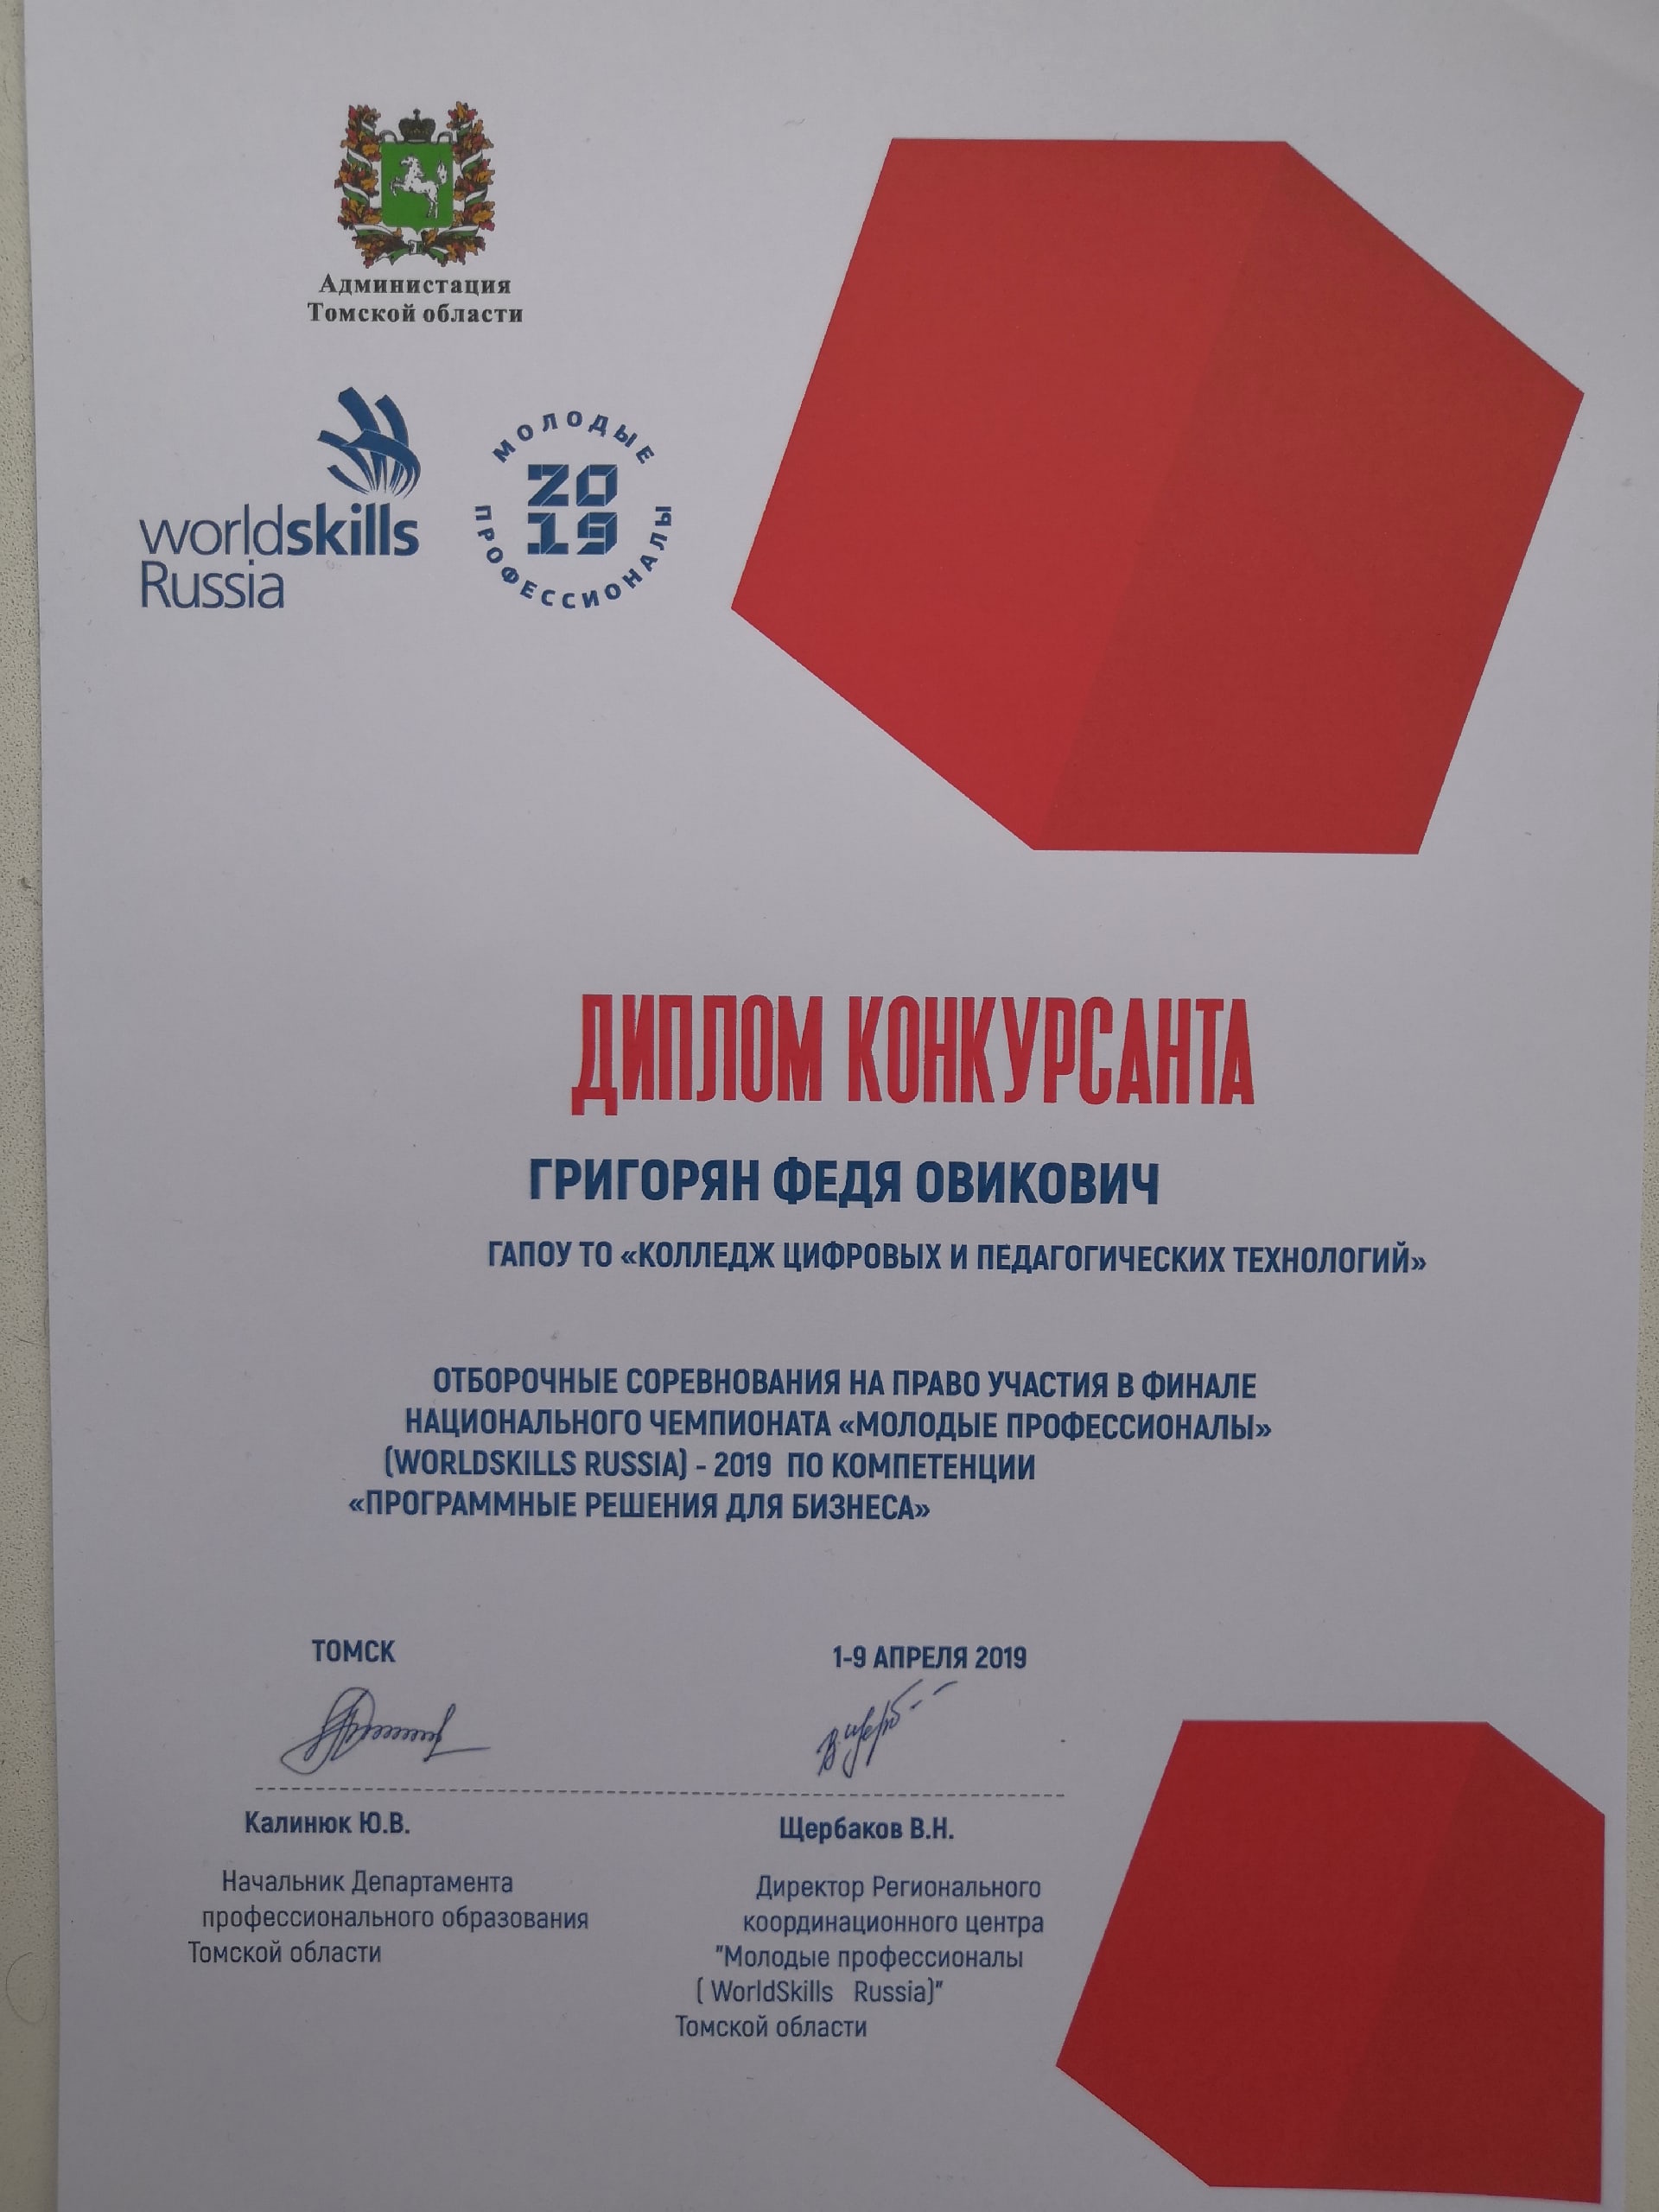 Администация
Томской области
worldskills
Russia
МОЛОДЫЕ
20
19
ПРОФЕССИОНАЛЫ
ДИПЛОМ КОНКУРСАНТА
ГРИГОРЯН ФЕДЯ ОВИКОВИЧ
ГАПОУ ТО «КОЛЛЕДЖ ЦИФРОВЫХ И ПЕДАГОГИЧЕСКИХ ТЕХНОЛОГИЙ»
ОТБОРОЧНЫЕ СОРЕВНОВАНИЯ НА ПРАВО УЧАСТИЯ В ФИНАЛЕ
НАЦИОНАЛЬНОГО ЧЕМПИОНАТА «МОЛОДЫЕ ПРОФЕССИОНАЛЫ»
(WORLDSKILLS RUSSIA) - 2019 ПО КОМПЕТЕНЦИИ
«ПРОГРАММНЫЕ РЕШЕНИЯ ДЛЯ БИЗНЕСА»
ТОМСК
1-9 АПРЕЛЯ 2019
Калинюк Ю.В.
Начальник Департамента
профессионального образования
Томской области
Щербаков В.Н.
Директор Регионального
координационного центра
"Молодые профессионалы
( WorldSkills Russia)"
Томской области